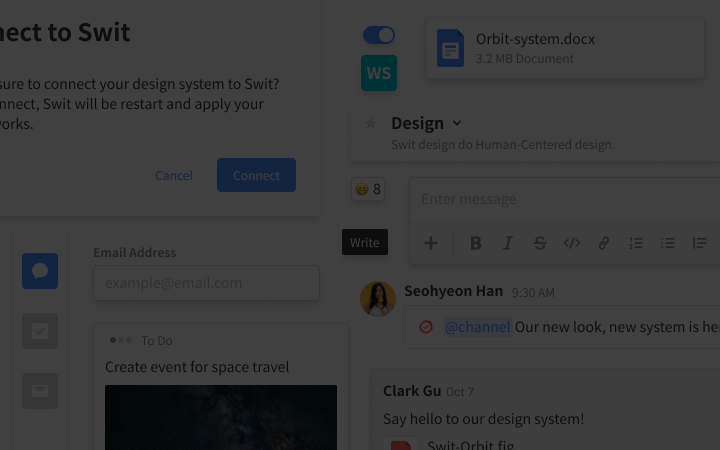 nect to Swit
sure to connect your design system to Swit?
nnect, Swit will be restart and apply your
works.
Cancel
Connect
WS
Orbit-system.docx
3.2 MB Document
Design
Swit design do Human-Centered design.
8
Enter message
B I S
Write
Email Address
example@email.com
Seohyeon Han 9:30 AM
@channel Our new look, new system is he
To Do
Create event for space travel
Clark Gu Oct 7
Say hello to our design system!
Swit-Orbit.fig